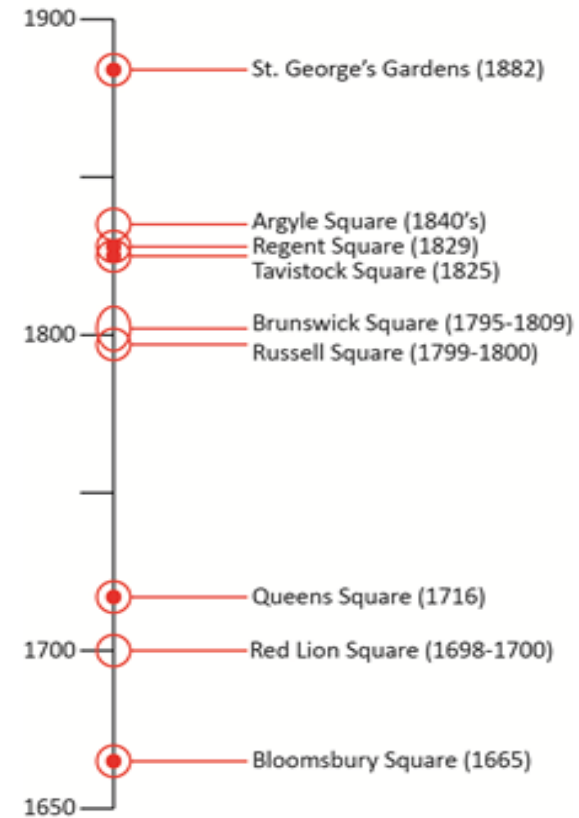 1900
St. George's Gardens (1882)
Argyle Square (1840's)
Regent Square (1829)
Tavistock Square (1825)
Brunswick Square (1795-1809)
1800
Russell Square (1799-1800)
Queens Square (1716)
1700
Red Lion Square (1698-1700)
Bloomsbury Square (1665)
1650